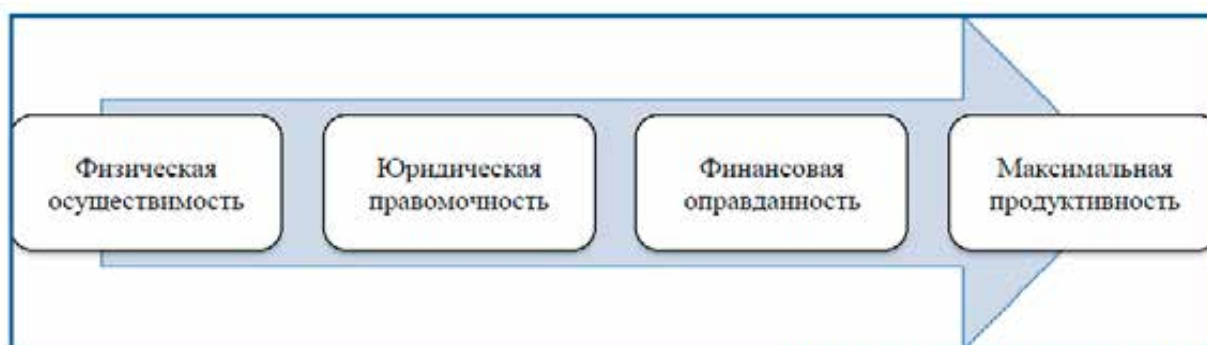 Физическая
осуществимость
Юридическая
правомочность
Финансовая
оправданность
Максимальная
продуктивность